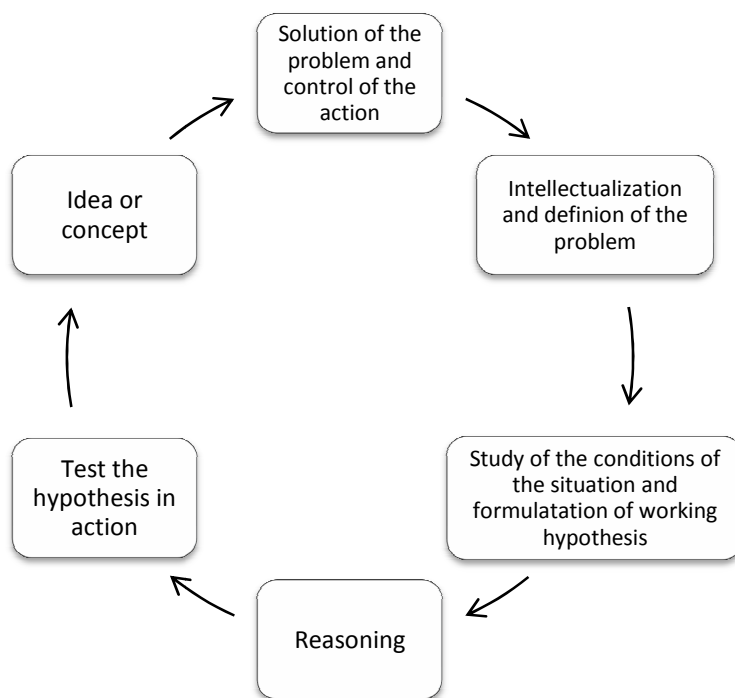 Solution of the
problem and
control of the
action
Intellectualization
and definion of the
problem
Study of the conditions of
the situation and
formulatation of working
hypothesis
Reasoning
Test the
hypothesis in
action
Idea or
concept